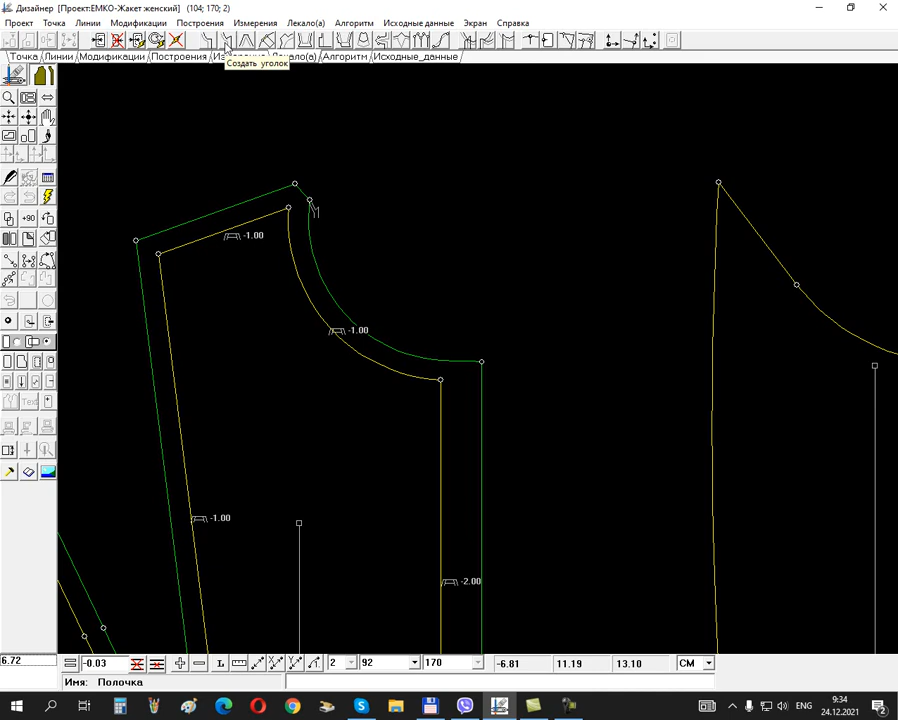 Дизайнер [Проект:ЕМКО-Жакет женский] (104; 170; 2)
Проект Точка Линии Модификации Построения Измерения Лекало(а) Алгоритм Исходные данные Экран Справка
Точка Линии Модификации Построения Алгоритм Исходные_данные
Создать уголок
+90
Text
-1.00
-1.00
-1.00
-2.00
6.72 -0.03 L 2 92 170 -6.81 11.19 13.10 СМ
Имя: Полочка
ENG 9:34
24.12.2021 2